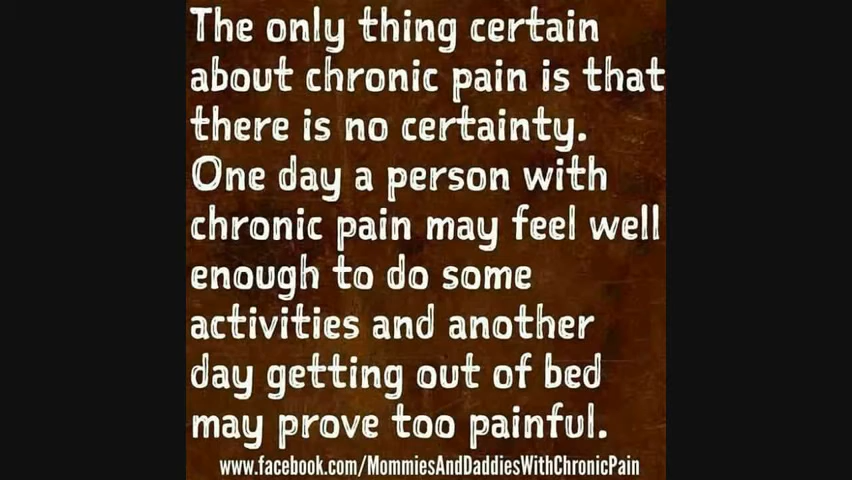 The only thing certain
about chronic pain is that
there is no certainty.
One day a person with
chronic pain may feel well
enough to do some
activities and another
day getting out of bed
may prove too painful.
www.facebook.com/MommiesAndDaddiesWithChronicPain